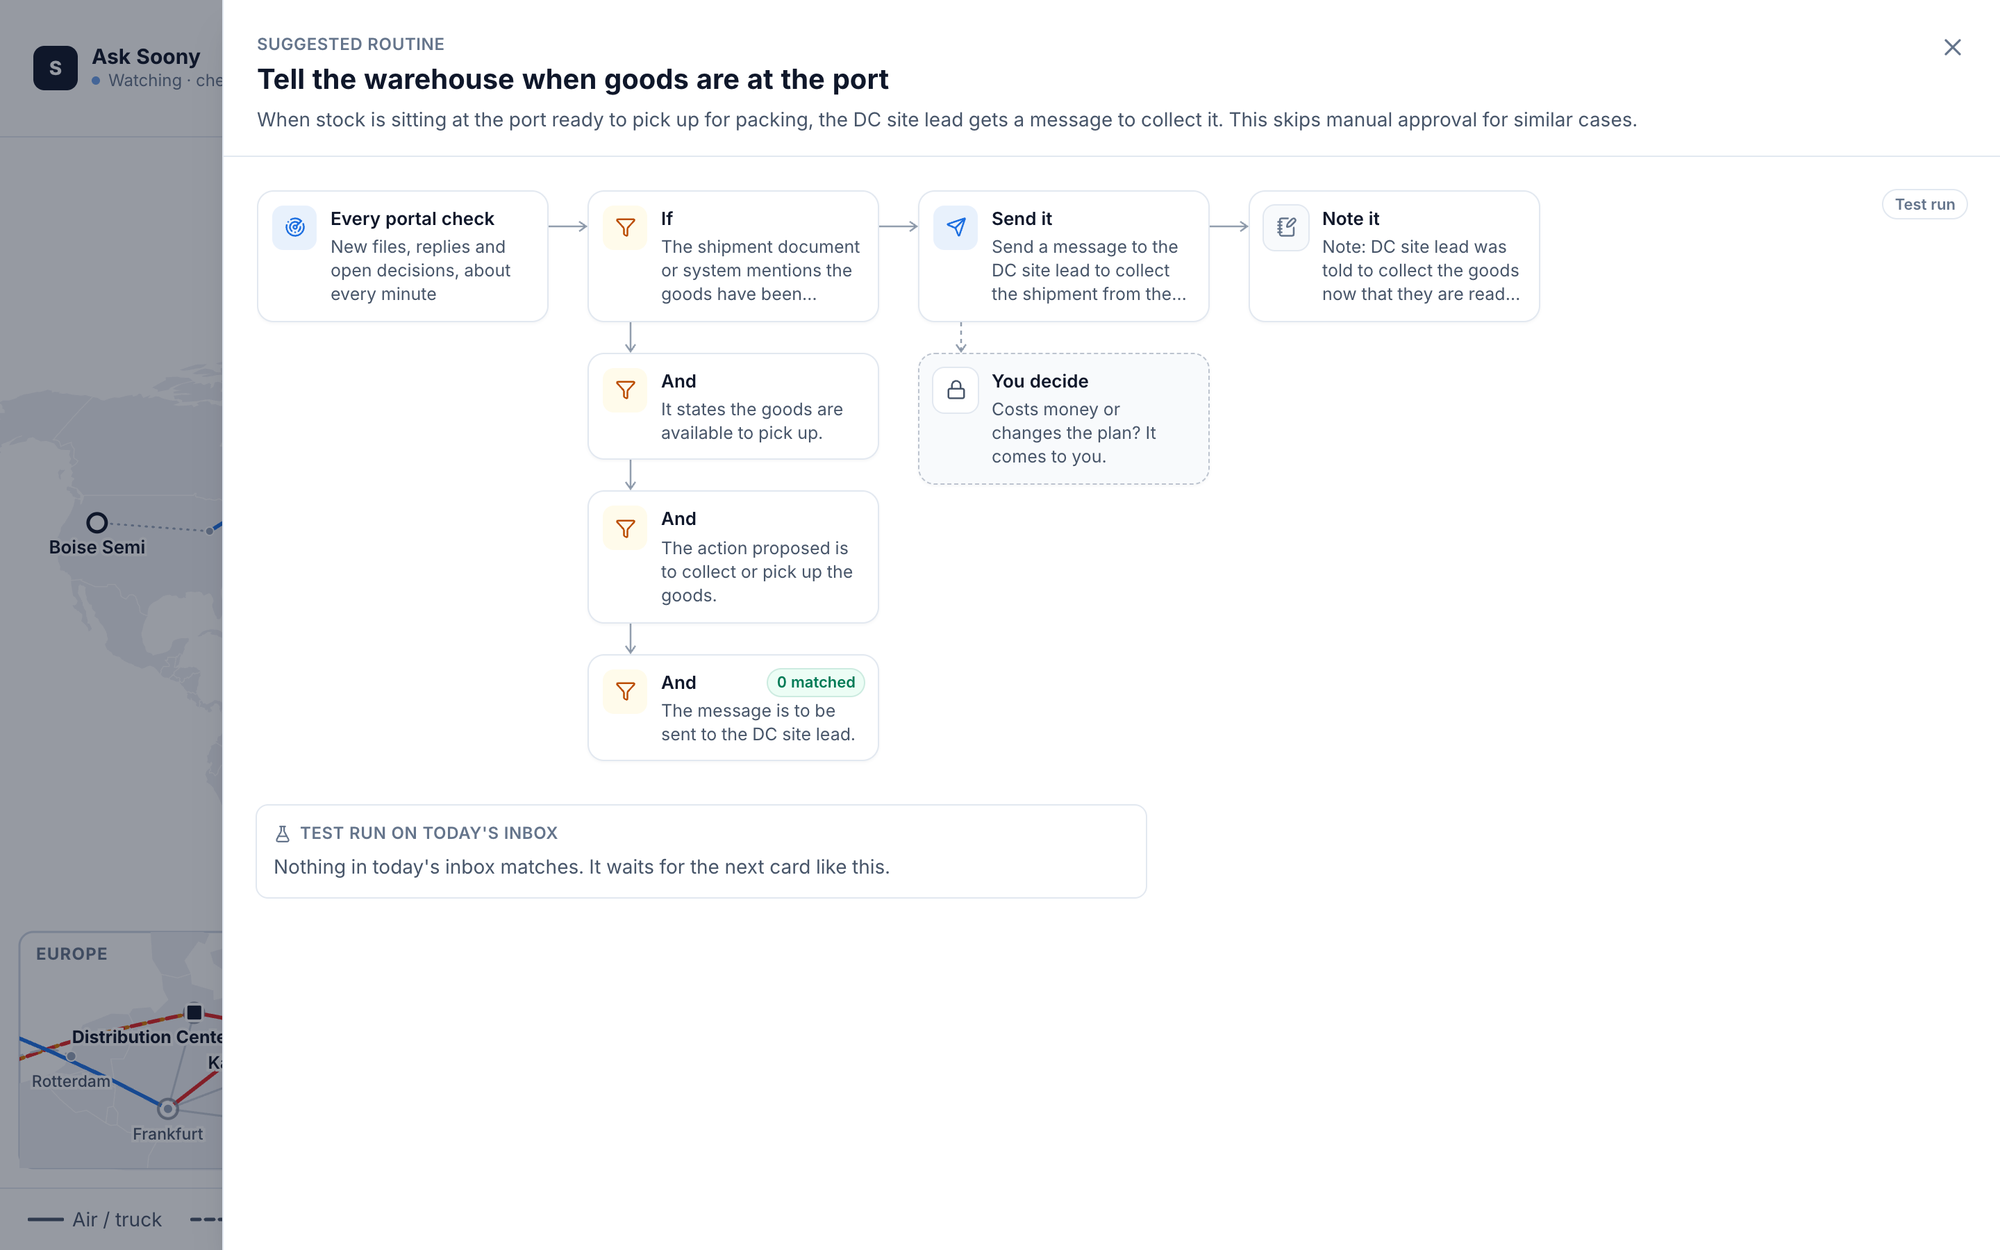 S
Ask Soony
Watching · che
SUGGESTED ROUTINE
Tell the warehouse when goods are at the port
When stock is sitting at the port ready to pick up for packing, the DC site lead gets a message to collect it. This skips manual approval for similar cases.
Test run
Every portal check
New files, replies and
open decisions, about
every minute
If
The shipment document
or system mentions the
goods have been...
Send it
Send a message to the
DC site lead to collect
the shipment from the...
Note it
Note: DC site lead was
told to collect the goods
now that they are read...
And
It states the goods are
available to pick up.
You decide
Costs money or
changes the plan? It
comes to you.
And
The action proposed is
to collect or pick up the
goods.
And
0 matched
The message is to be
sent to the DC site lead.
TEST RUN ON TODAY'S INBOX
Nothing in today's inbox matches. It waits for the next card like this.
Boise Semi
EUROPE
Distribution Cente
Ka
Rotterdam
Frankfurt
Air / truck